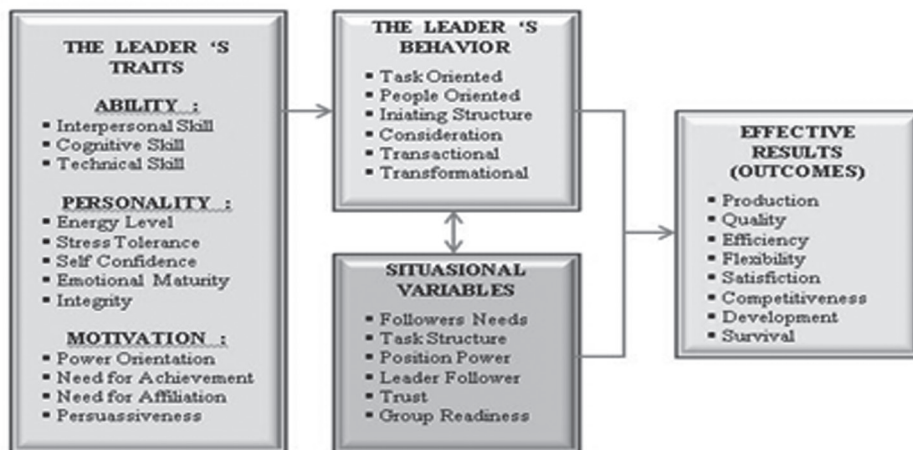 THE LEADER ‘S
TRAITS
ABILITY :
▪ Interpersonal Skill
▪ Cognitive Skill
▪ Technical Skill
PERSONALITY :
▪ Energy Level
▪ Stress Tolerance
▪ Self Confidence
▪ Emotional Maturity
▪ Integrity
MOTIVATION :
▪ Power Orientation
▪ Need for Achievement
▪ Need for Affiliation
▪ Persuassiveness
THE LEADER ‘S
BEHAVIOR
▪ Task Oriented
▪ People Oriented
▪ Iniating Structure
▪ Consideration
▪ Transactional
▪ Transformational
SITUASIONAL
VARIABLES
▪ Followers Needs
▪ Task Structure
▪ Position Power
▪ Leader Follower
▪ Trust
▪ Group Readiness
EFFECTIVE
RESULTS
(OUTCOMES)
▪ Production
▪ Quality
▪ Efficiency
▪ Flexibility
▪ Satisfiction
▪ Competitiveness
▪ Development
▪ Survival